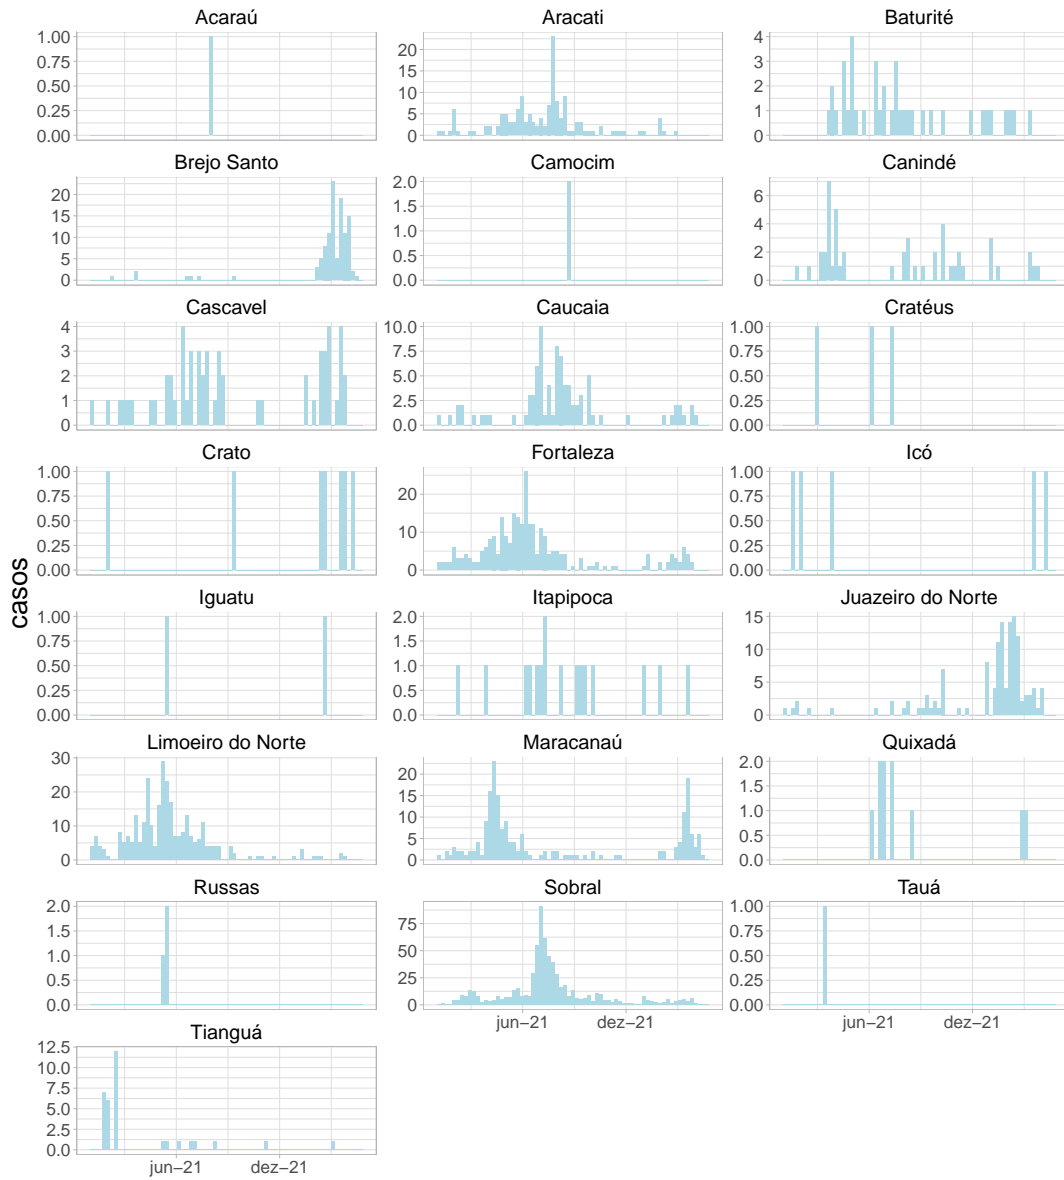 Acaraú Aracati Baturité
1.00 0.75 0.50 0.25 0.00
20 15 10 5 0
4 3 2 1 0
Brejo Santo Camocim Canindé
20 15 10 5 0
2.0 1.5 1.0 0.5 0.0
6 4 2 0
Cascavel Caucaia Cratéus
4 3 2 1 0
10.0 7.5 5.0 2.5 0.0
1.00 0.75 0.50 0.25 0.00
Crato Fortaleza Icó
1.00 0.75 0.50 0.25 0.00
20 10 0
1.00 0.75 0.50 0.25 0.00
casos
Iguatu Itapipoca Juazeiro do Norte
1.00 0.75 0.50 0.25 0.00
2.0 1.5 1.0 0.5 0.0
15 10 5 0
Limoeiro do Norte Maracanaú Quixadá
30 20 10 0
20 15 10 5 0
2.0 1.5 1.0 0.5 0.0
Russas Sobral Tauá
2.0 1.5 1.0 0.5 0.0
75 50 25 0
1.00 0.75 0.50 0.25 0.00
jun−21 dez−21 jun−21 dez−21
Tianguá
12.5 10.0 7.5 5.0 2.5 0.0
jun−21 dez−21